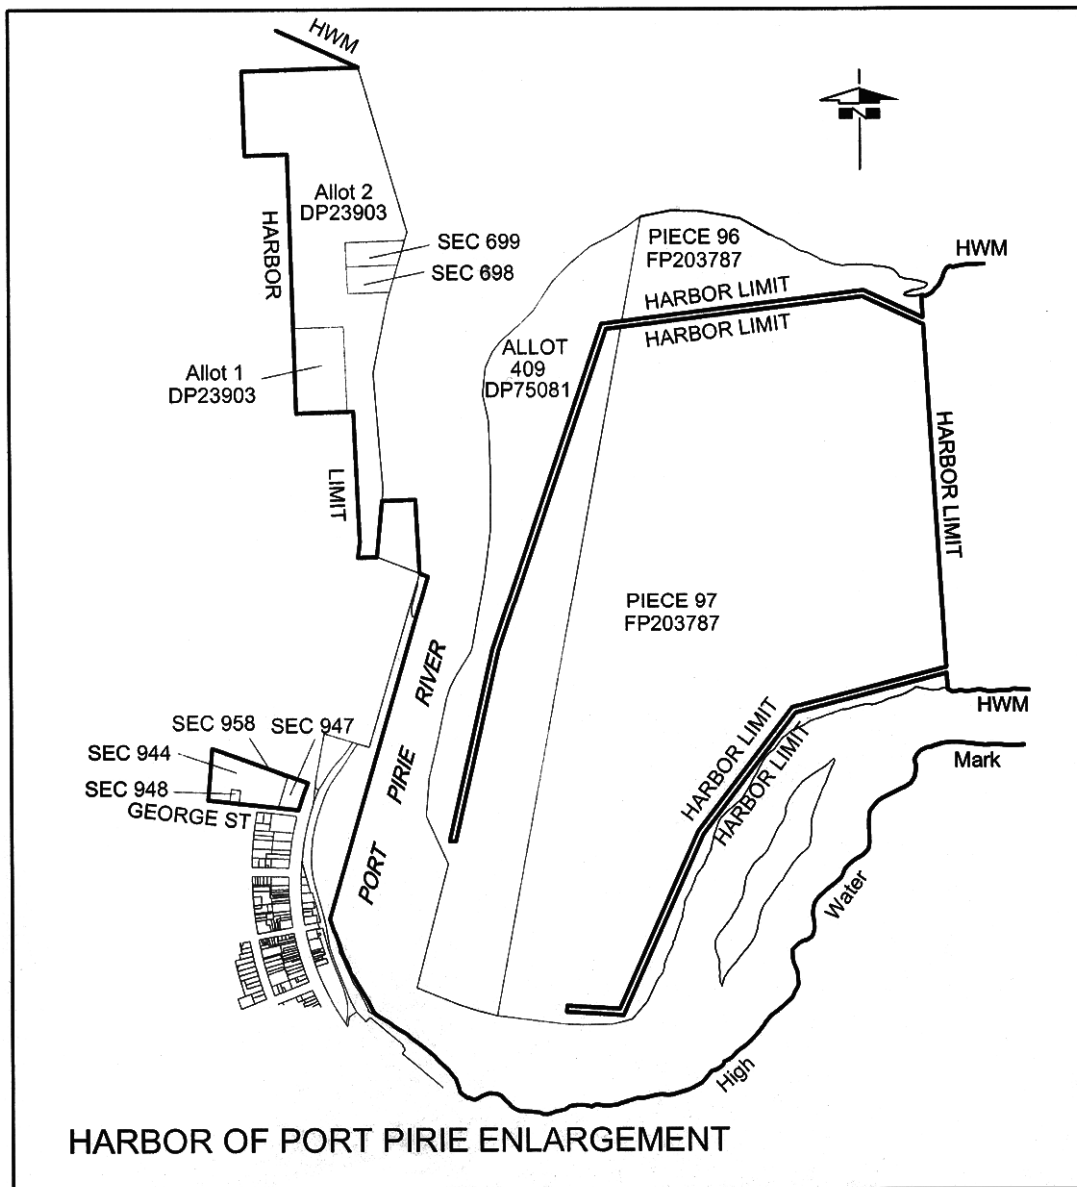 HWM
Allot 2
DP23903
HARBOR
SEC 699
SEC 698
PIECE 96
FP203787
HWM
HARBOR LIMIT
HARBOR LIMIT
ALLOT
409
DP75081
Allot 1
DP23903
HARBOR LIMIT
LIMIT
PIECE 97
FP203787
PORT PIRIE RIVER
SEC 958
SEC 947
SEC 944
SEC 948
GEORGE ST
HARBOR LIMIT
HARBOR LIMIT
HWM
Mark
Water
High
N
HARBOR OF PORT PIRIE ENLARGEMENT